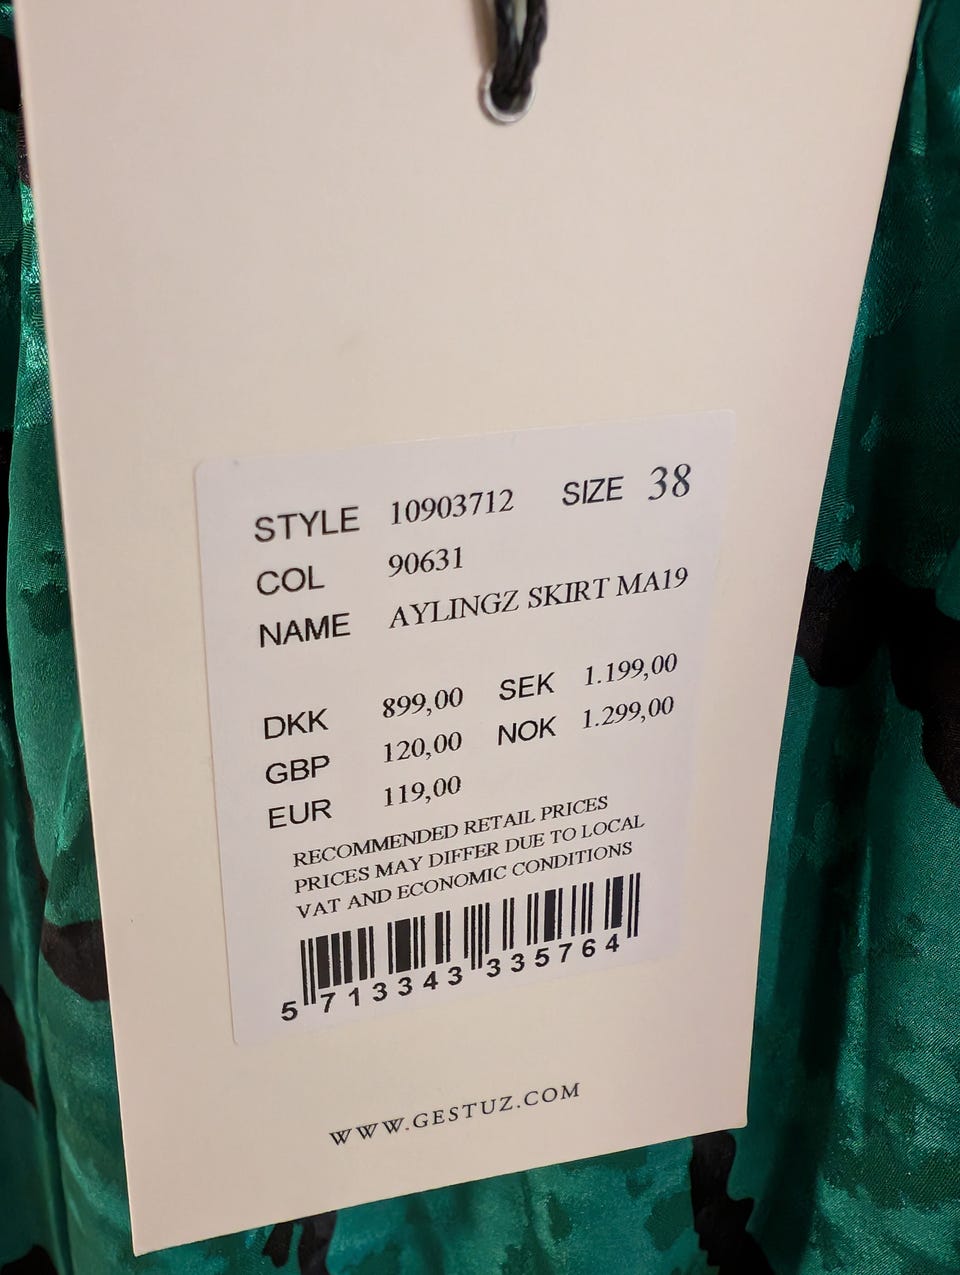 STYLE 10903712 SIZE 38
COL 90631
NAME AYLINGZ SKIRT MA19
DKK 899,00 SEK 1.199,00
GBP 120,00 NOK 1.299,00
EUR 119,00
RECOMMENDED RETAIL PRICES
PRICES MAY DIFFER DUE TO LOCAL
VAT AND ECONOMIC CONDITIONS
5 713343 335764
WWW.GESTUZ.COM